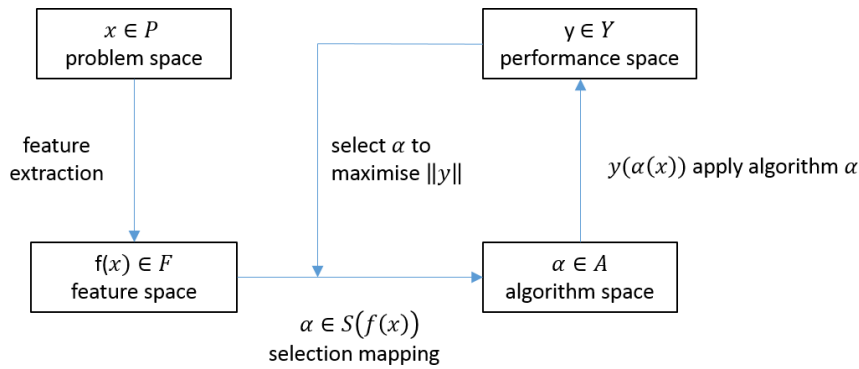 𝑥 ∈ 𝑃
problem space
y ∈ 𝑌
performance space
feature
extraction
select 𝛼 to
maximise ‖𝑦‖
𝑦(𝛼(𝑥)) apply algorithm 𝛼
f(𝑥) ∈ 𝐹
feature space
𝛼 ∈ 𝐴
algorithm space
𝛼 ∈ 𝑆(𝑓(𝑥))
selection mapping